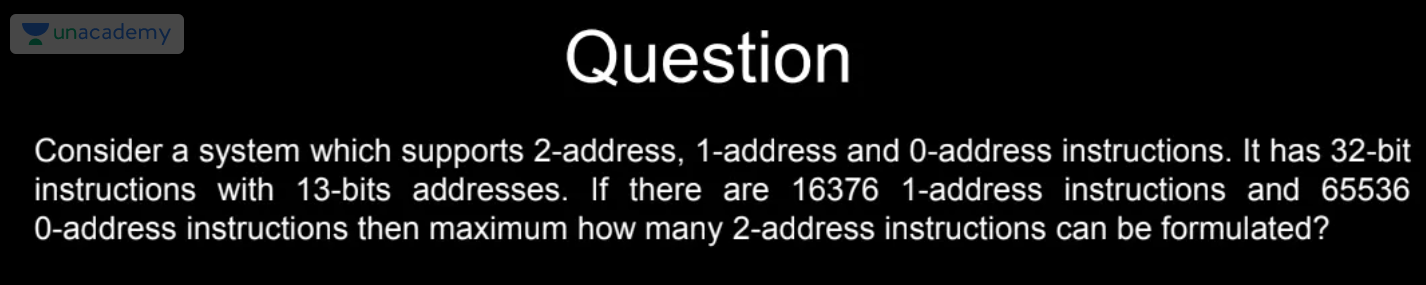 unacademy
Question
Consider a system which supports 2-address, 1-address and 0-address instructions. It has 32-bit
instructions with 13-bits addresses. If there are 16376 1-address instructions and 65536
0-address instructions then maximum how many 2-address instructions can be formulated?